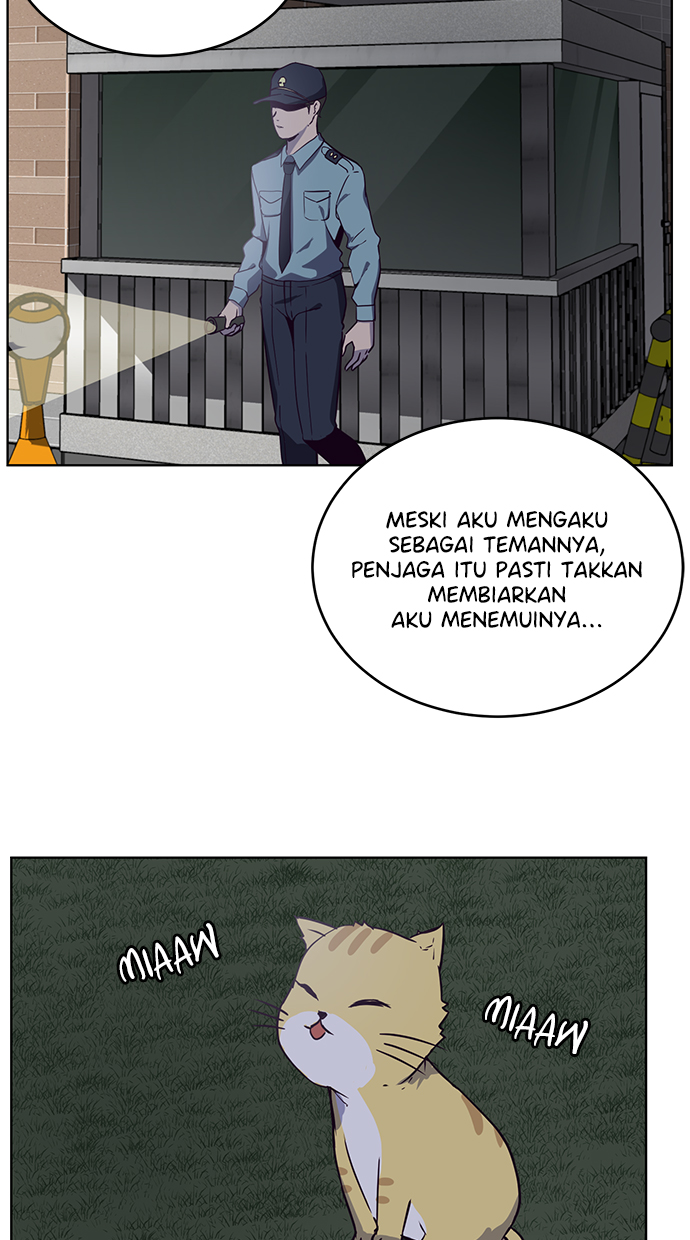 MESKI AKU MENGAKU
SEBAGAI TEMANNYA,
PENJAGA ITU PASTI TAKKAN
MEMBIARKAN
AKU MENEMUINYA...
MIAAW
MIAAW